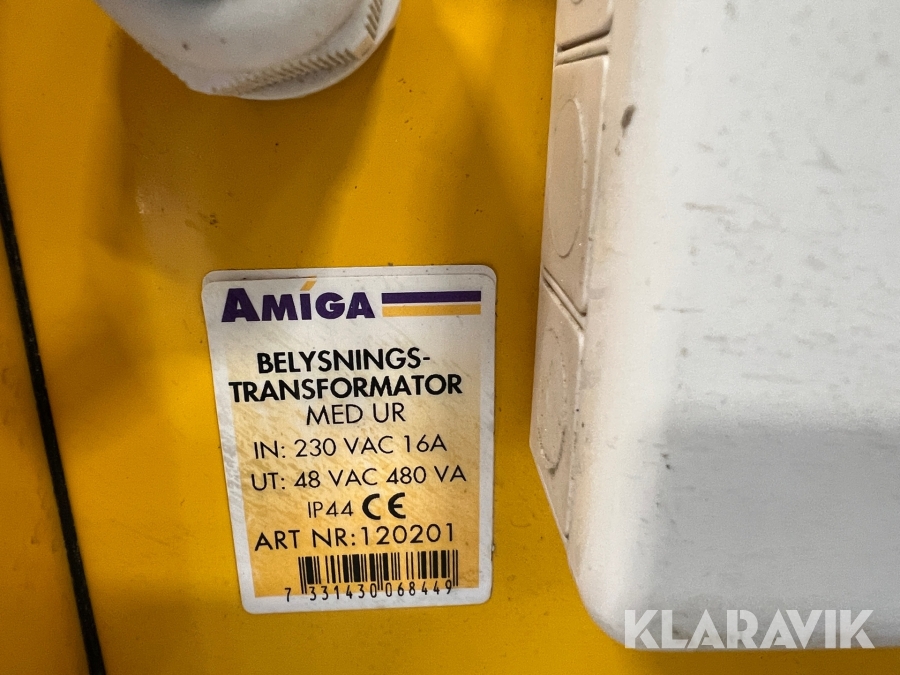 AMIGA
BELYSNINGS-
TRANSFORMATOR
MED UR
IN: 230 VAC 16A
UT: 48 VAC 480 VA
IP44 CE
ART NR:120201
7 331430 068449
KLARAVIK